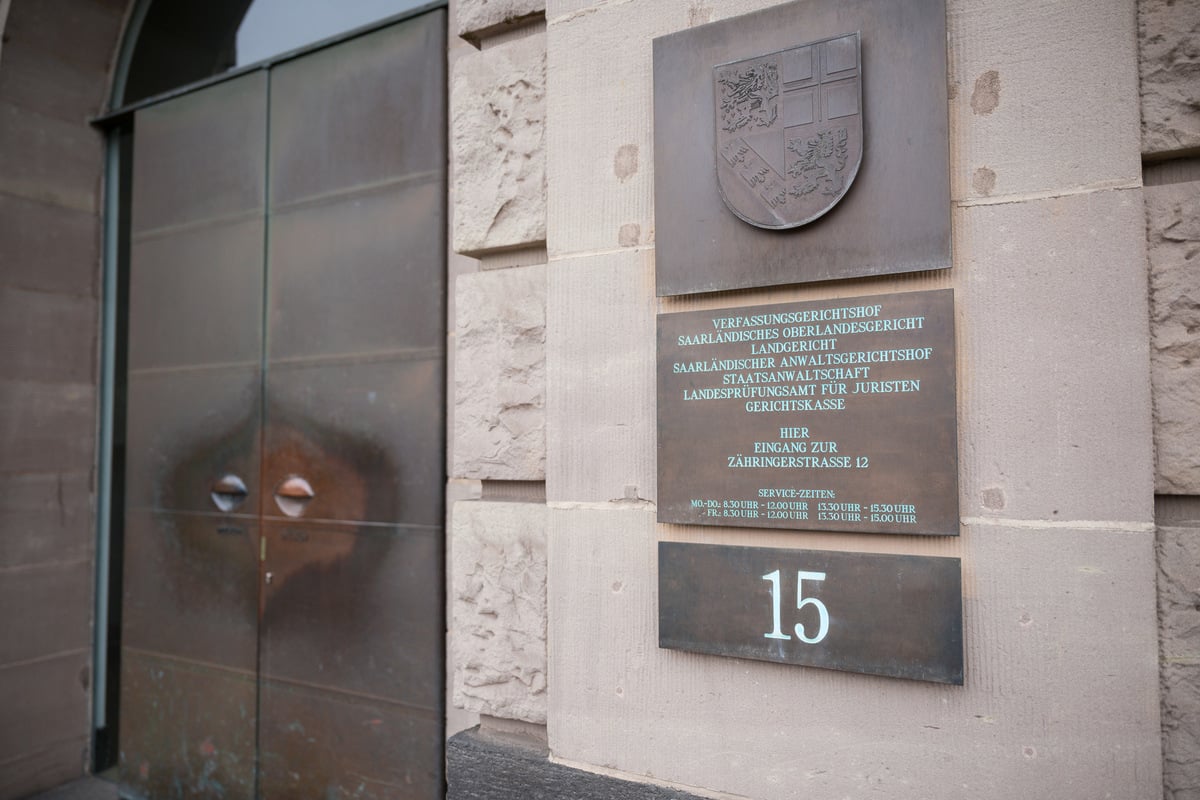 VERFASSUNGSGERICHTSHOF
SAARLÄNDISCHES OBERLANDESGERICHT
LANDGERICHT
SAARLÄNDISCHER ANWALTSGERICHTSHOF
STAATSANWALTSCHAFT
LANDESPRÜFUNGSAMT FÜR JURISTEN
GERICHTSKASSE
HIER
EINGANG ZUR
ZÄHRINGERSTRASSE 12
SERVICE-ZEITEN:
MO.-DO.: 8.30 UHR - 12.00 UHR 13.30 UHR - 15.30 UHR
FR.: 8.30 UHR - 12.00 UHR 13.30 UHR - 15.00 UHR
15